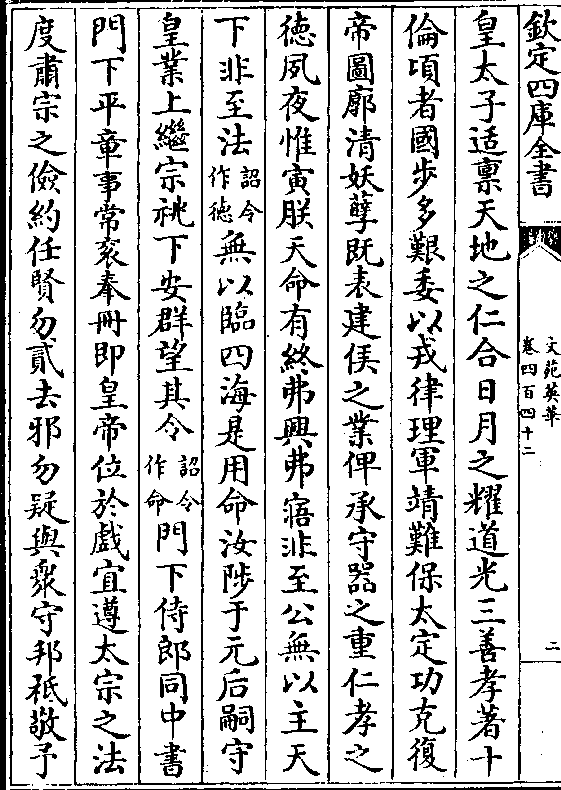 欽定四庫全書
文苑英華
卷四百四十二
二
皇太子适稟天地之仁合日月之耀道光三善孝著十
倫頃者國步多艱委以戎律理軍靖難保太定功克復
帝圖廓清妖孽既表建侯之業俾承守器之重仁孝之
徳夙夜惟寅朕天命有終弗興弗寤非至公無以主天
下非至法詔令作徳無以臨四海是用命汝陟于元后嗣守
皇業上繼宗祧下安群望其令詔令作命門下侍郎同中書
門下平章事常袞奉冊即皇帝位於戲宜遵太宗之法
度肅宗之儉約任賢勿貳去邪勿疑與衆守邦祗敬予